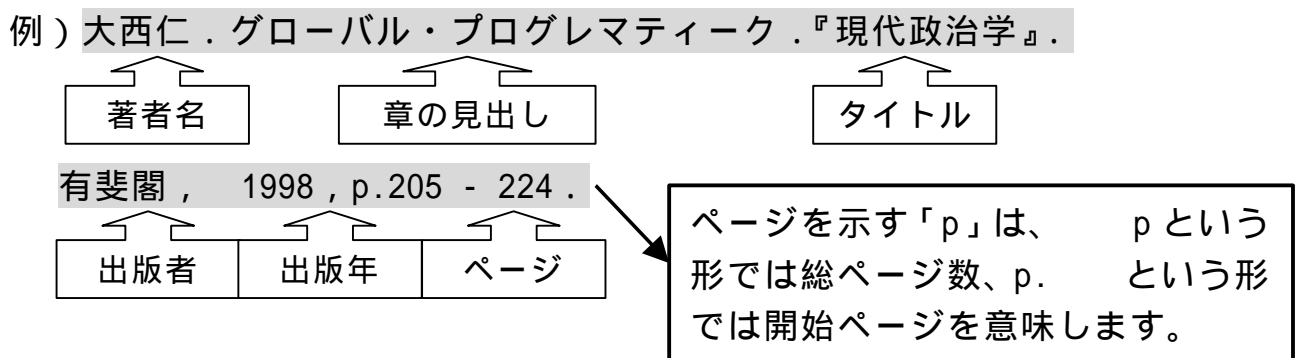 例）大西仁．グローバル・プログレマティーク．『現代政治学』．
著者名
章の見出し
タイトル
有斐閣， 1998，p.205 - 224．
出版者
出版年
ページ
ページを示す「p」は、 pという
形では総ページ数、p. という形
では開始ページを意味します。